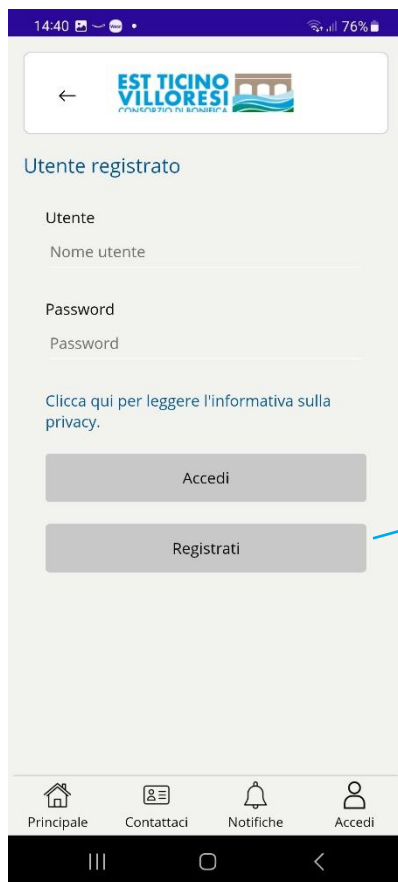 14:40
76%
EST TICINO
VILLORESI
CONSORZIO DI BONIFICA
Utente registrato
Utente
Nome utente
Password
Password
Clicca qui per leggere l'informativa sulla
privacy.
Accedi
Registrati
Principale Contattaci Notifiche Accedi